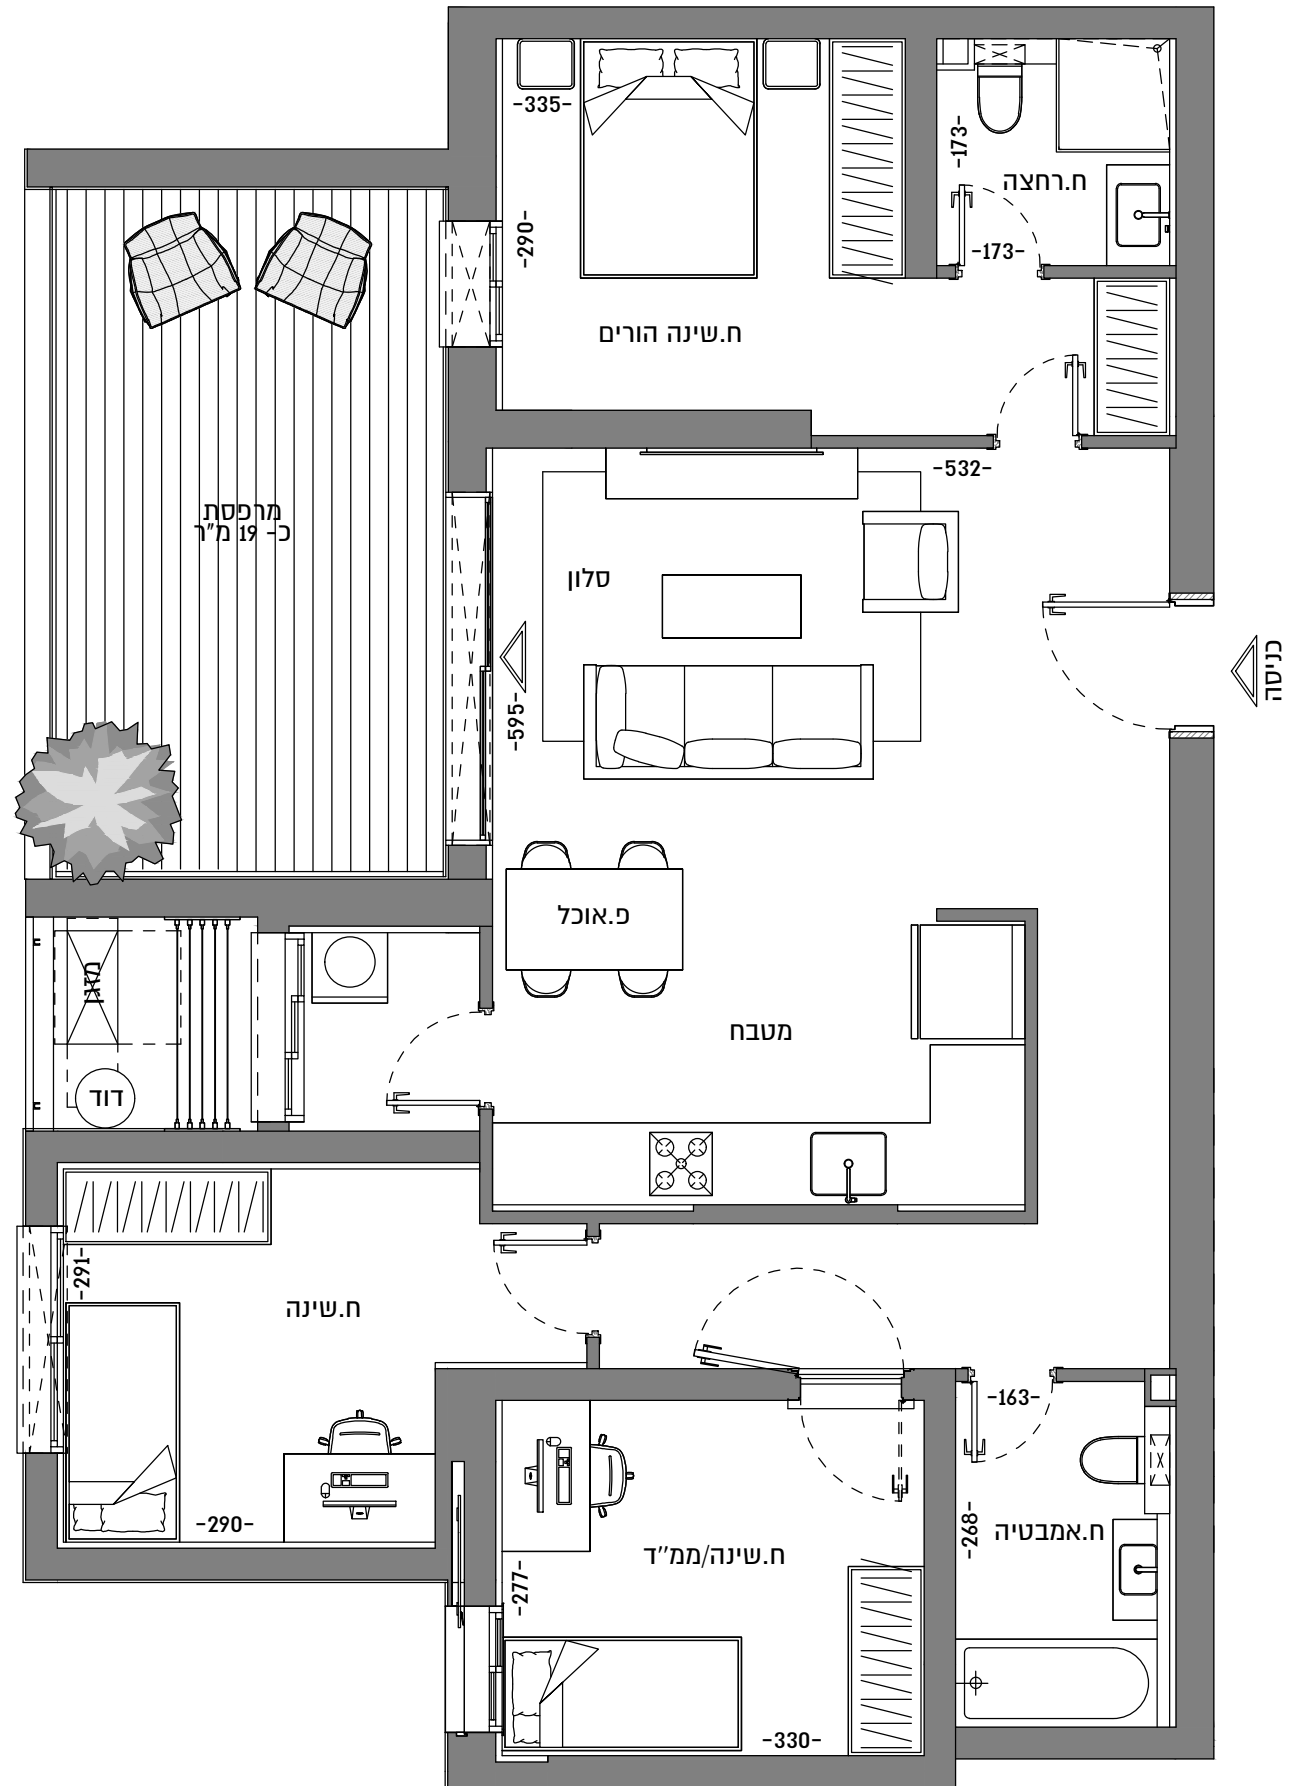 -335-
-173-
ח.רחצה
-290-
-173-
ח.שינה הורים
-532-
מרפסת
כ- 19 מ"ר
סלון
כניסה
-595-
פ.אוכל
מזגן
מטבח
דוד
-291-
ח.שינה
-163-
-290-
-268-
ח.אמבטיה
ח.שינה/ממ''ד
-277-
-330-